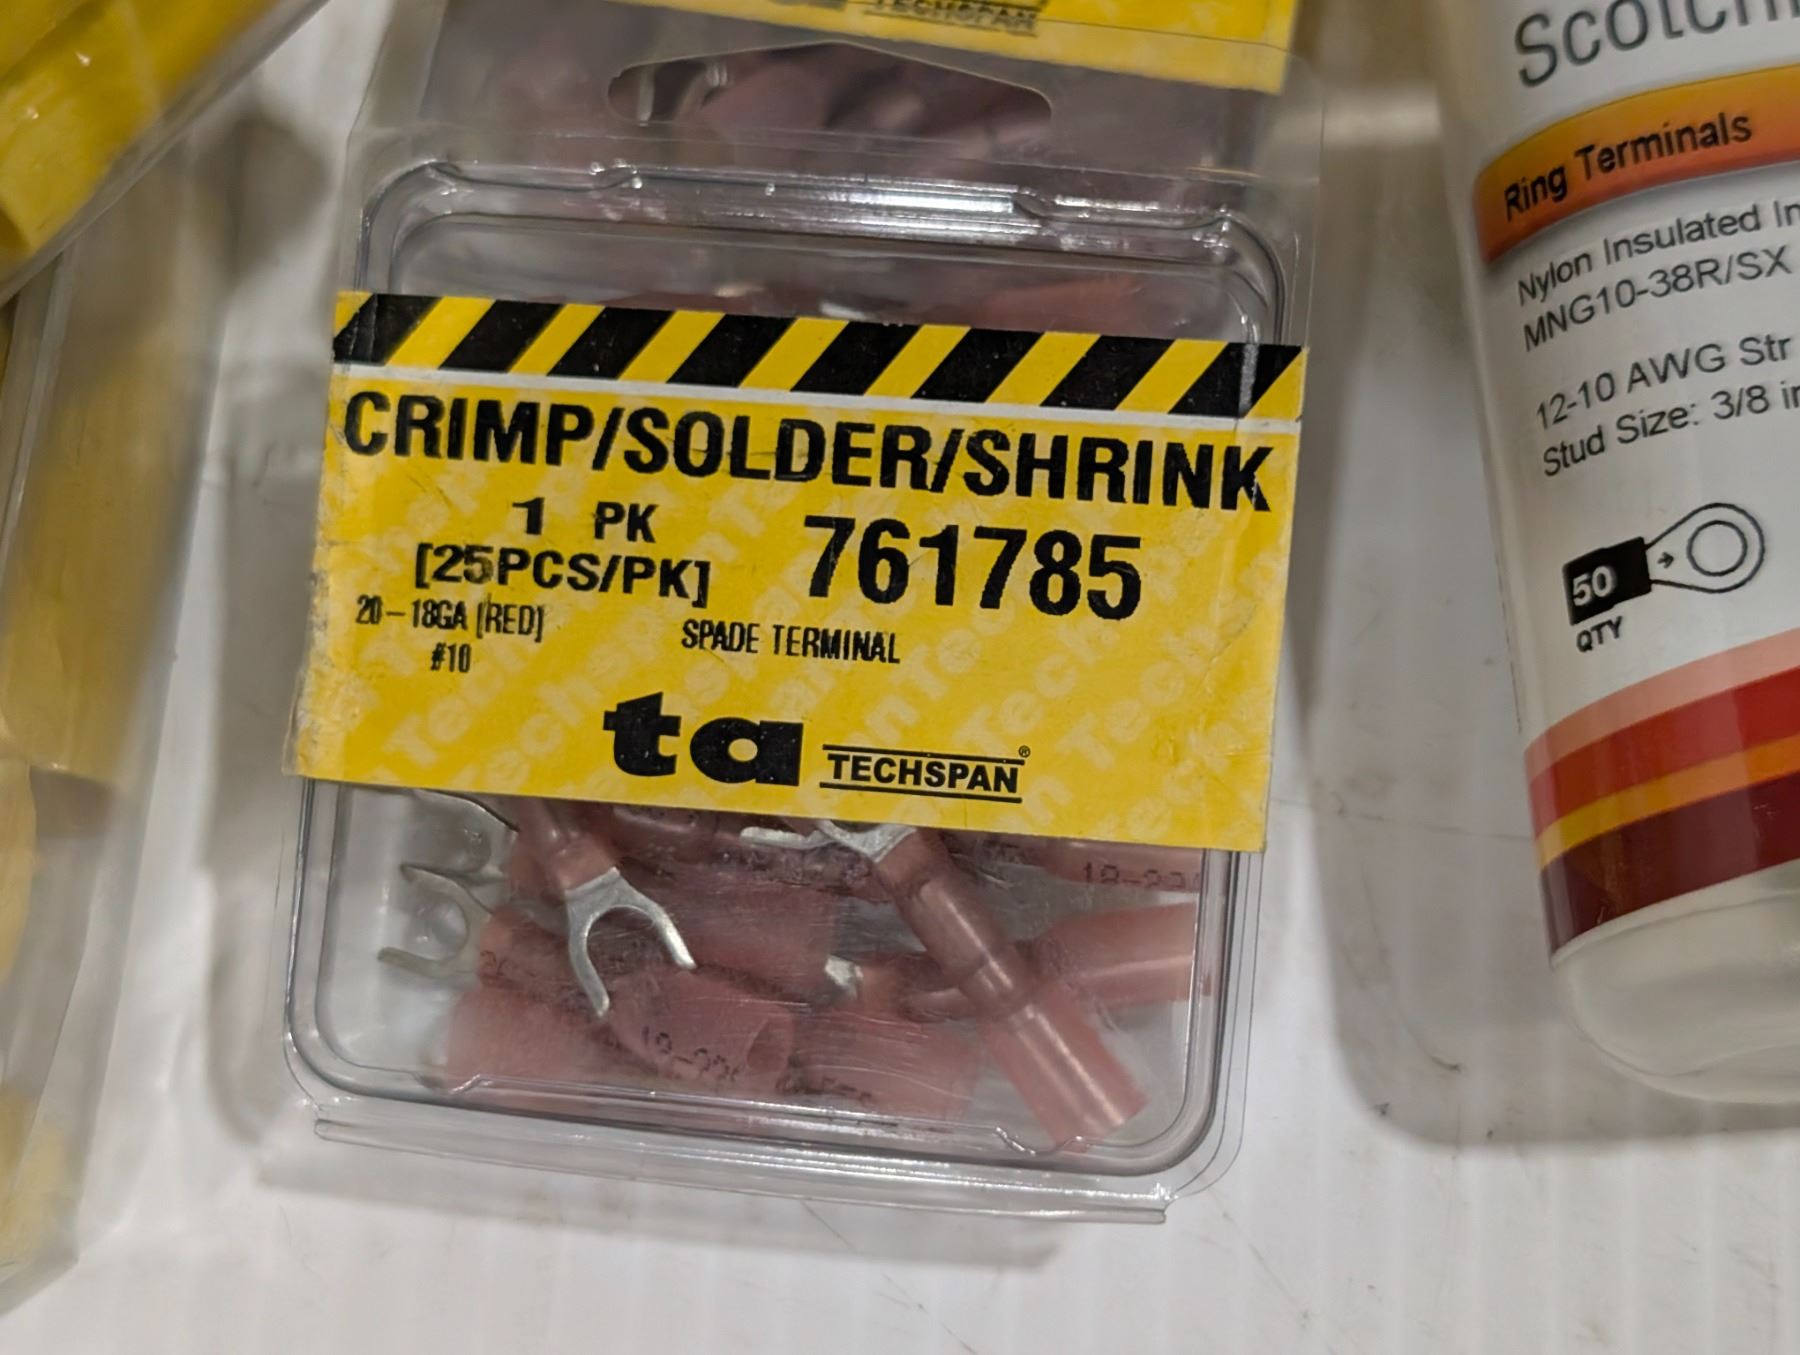 TECHSPAN
CRIMP/SOLDER/SHRINK
1 PK
[25PCS/PK]
761785
20-18GA [RED]
#10
SPADE TERMINAL
ta TECHSPAN®
Ring Terminals
Nylon Insulated
MNG10-38R/SX
12-10 AWG Str
Stud Size: 3/8
50
QTY